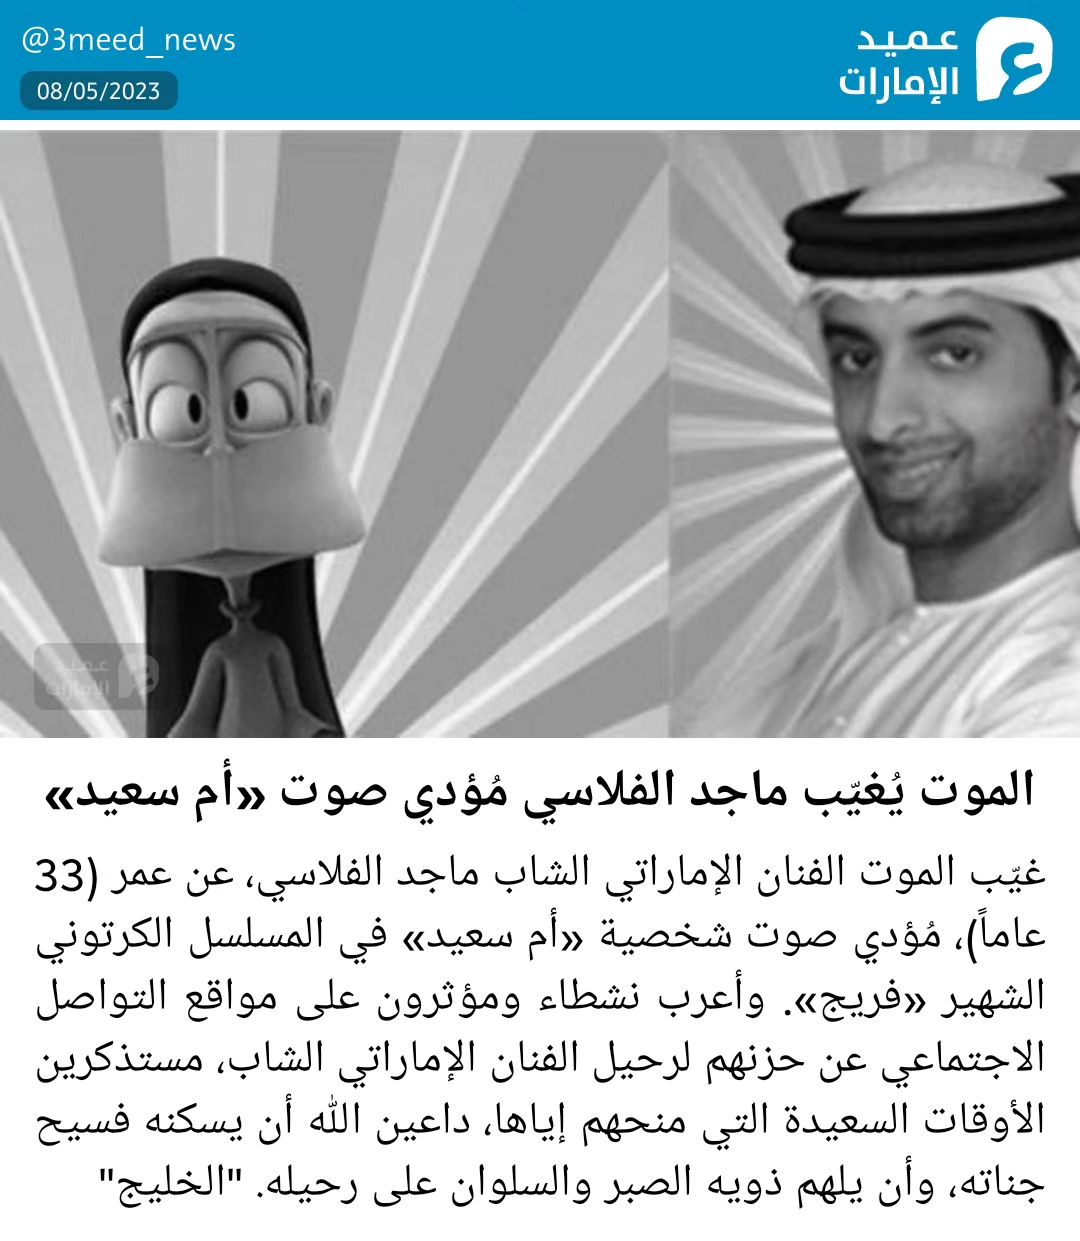 @3meed_news
08/05/2023
عميد
الإمارات
عميد
الإمارات
الموت يُغيّب ماجد الفلاسي مُؤدي صوت «أم سعيد»
غيّب الموت الفنان الإماراتي الشاب ماجد الفلاسي، عن عمر (33
عاماً)، مُؤدي صوت شخصية «أم سعيد» في المسلسل الكرتوني
الشهير «فريج». وأعرب نشطاء ومؤثرون على مواقع التواصل
الاجتماعي عن حزنهم لرحيل الفنان الإماراتي الشاب، مستذكرين
الأوقات السعيدة التي منحهم إياها، داعين الله أن يسكنه فسيح
جناته، وأن يلهم ذويه الصبر والسلوان على رحيله. "الخليج"